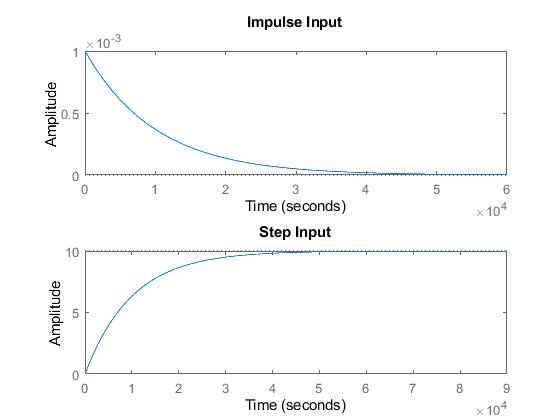 Impulse Input
×10-3
1
0.5
0
Amplitude
0 1 2 3 4 5 6
Time (seconds)
×104
Step Input
10
5
0
Amplitude
0 1 2 3 4 5 6 7 8 9
Time (seconds)
×104